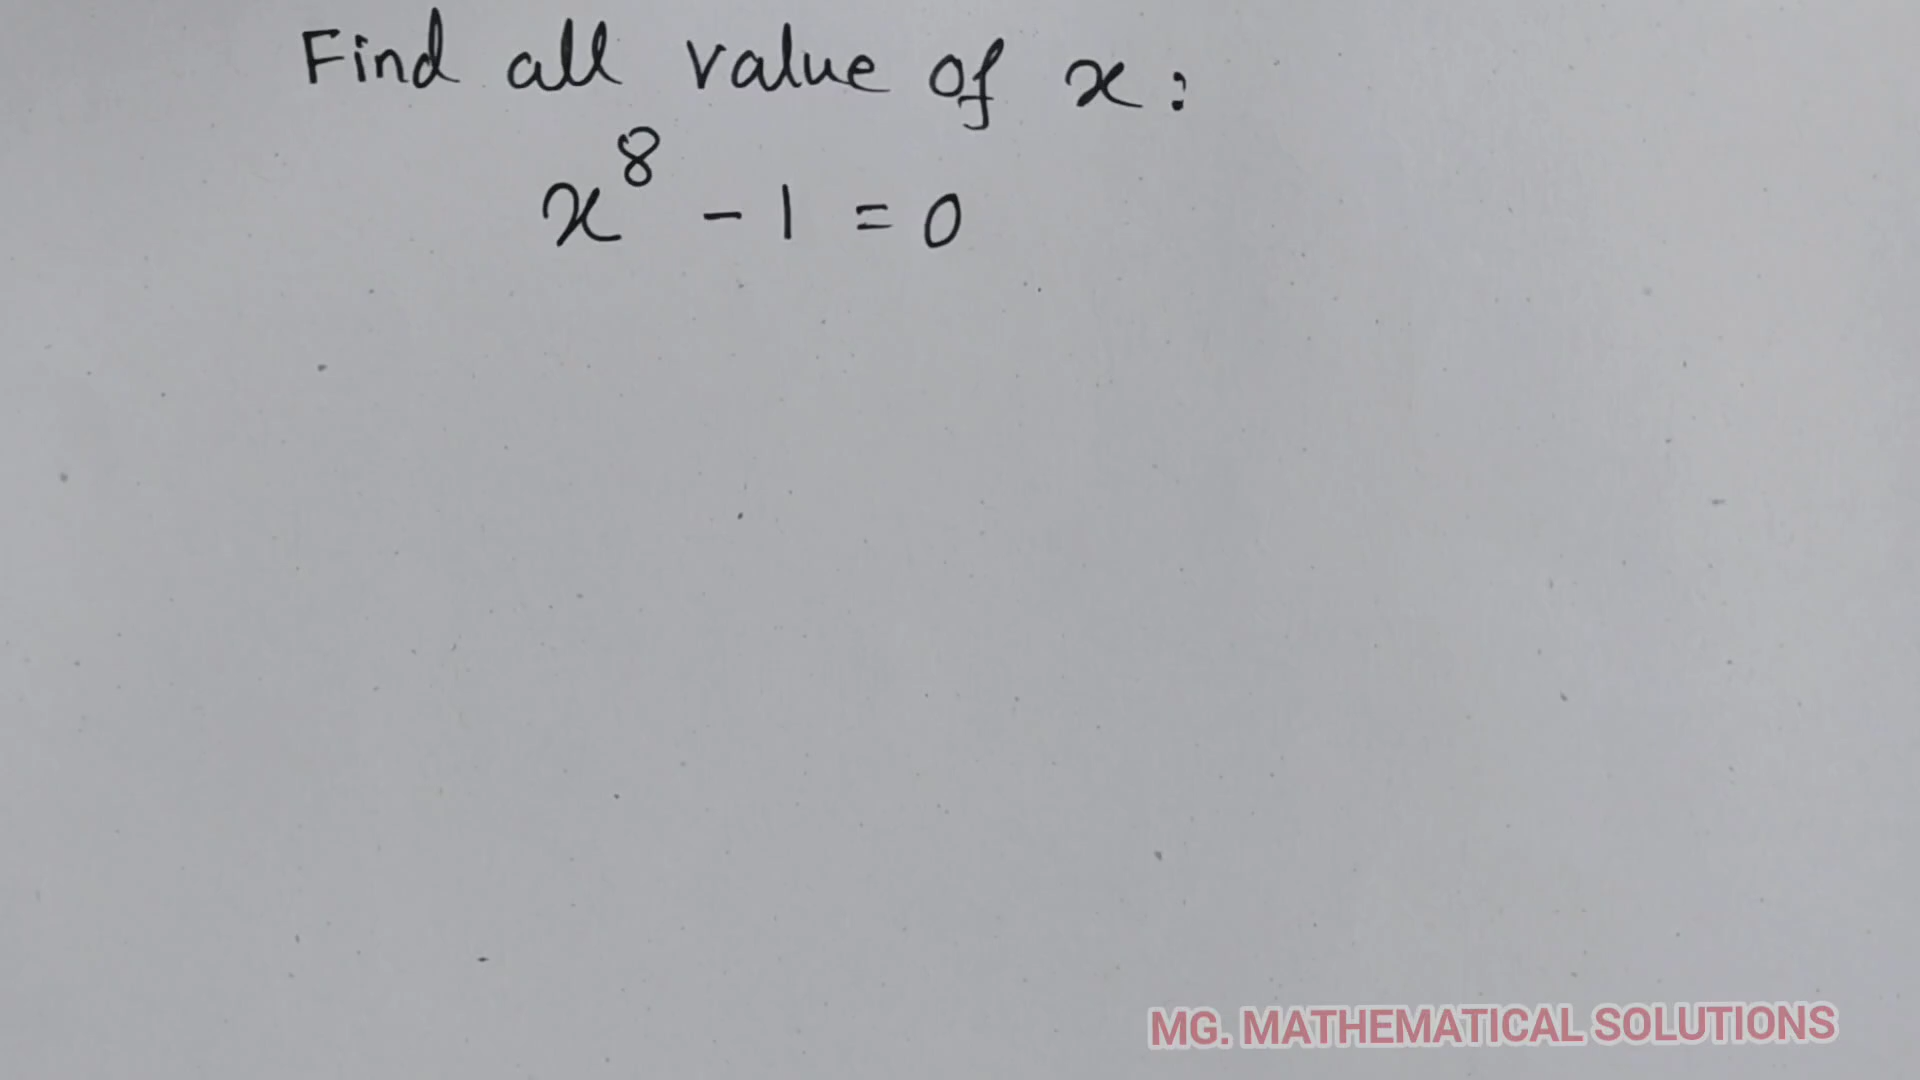 Find all value of x:
x⁸ - 1 = 0
MG. MATHEMATICAL SOLUTIONS